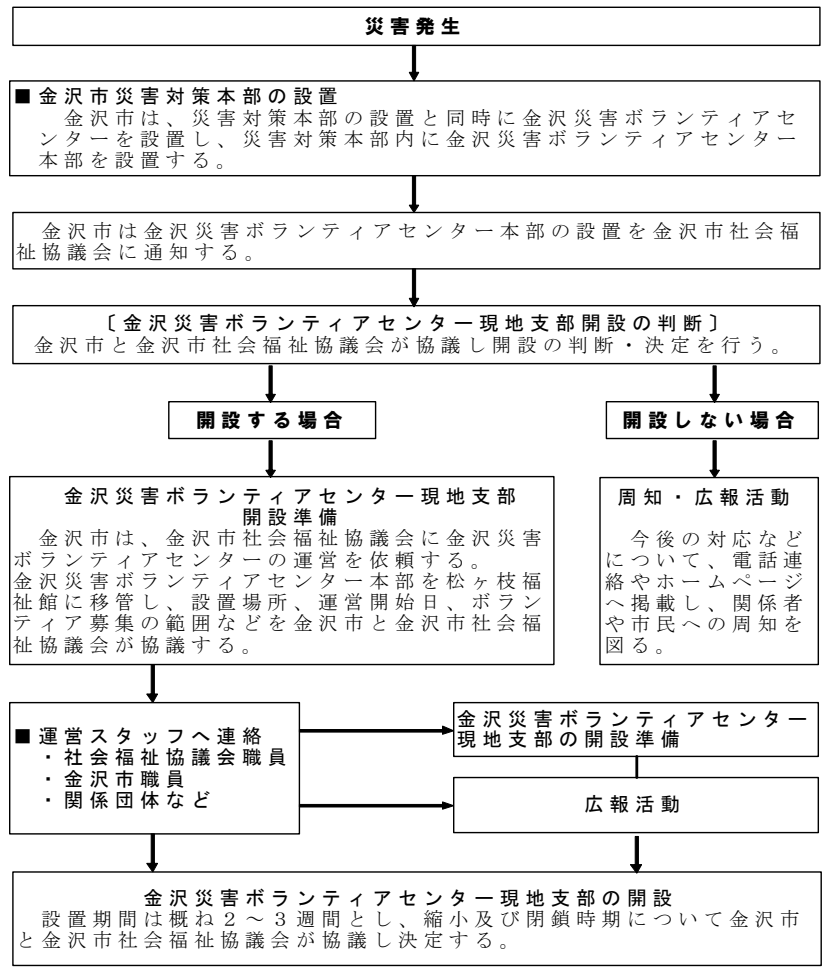 災害発生
■金沢市災害対策本部の設置
金沢市は、災害対策本部の設置と同時に金沢災害ボランティアセ
ンターを設置し、災害対策本部内に金沢災害ボランティアセンター
本部を設置する。
金沢市は金沢災害ボランティアセンター本部の設置を金沢市社会福
祉協議会に通知する。
〔金沢災害ボランティアセンター現地支部開設の判断〕
金沢市と金沢市社会福祉協議会が協議し開設の判断・決定を行う。
開設する場合
開設しない場合
金沢災害ボランティアセンター現地支部
開設準備
金沢市は、金沢市社会福祉協議会に金沢災害
ボランティアセンターの運営を依頼する。
金沢災害ボランティアセンター本部を松ヶ枝福
祉館に移管し、設置場所、運営開始日、ボラン
ティア募集の範囲などを金沢市と金沢市社会福
祉協議会が協議する。
周知・広報活動
今後の対応など
について、電話連
絡やホームページ
へ掲載し、関係者
や市民への周知を
図る。
■運営スタッフへ連絡
・社会福祉協議会職員
・金沢市職員
・関係団体など
金沢災害ボランティアセンター
現地支部の開設準備
広報活動
金沢災害ボランティアセンター現地支部の開設
設置期間は概ね2~3週間とし、縮小及び閉鎖時期について金沢市
と金沢市社会福祉協議会が協議し決定する。